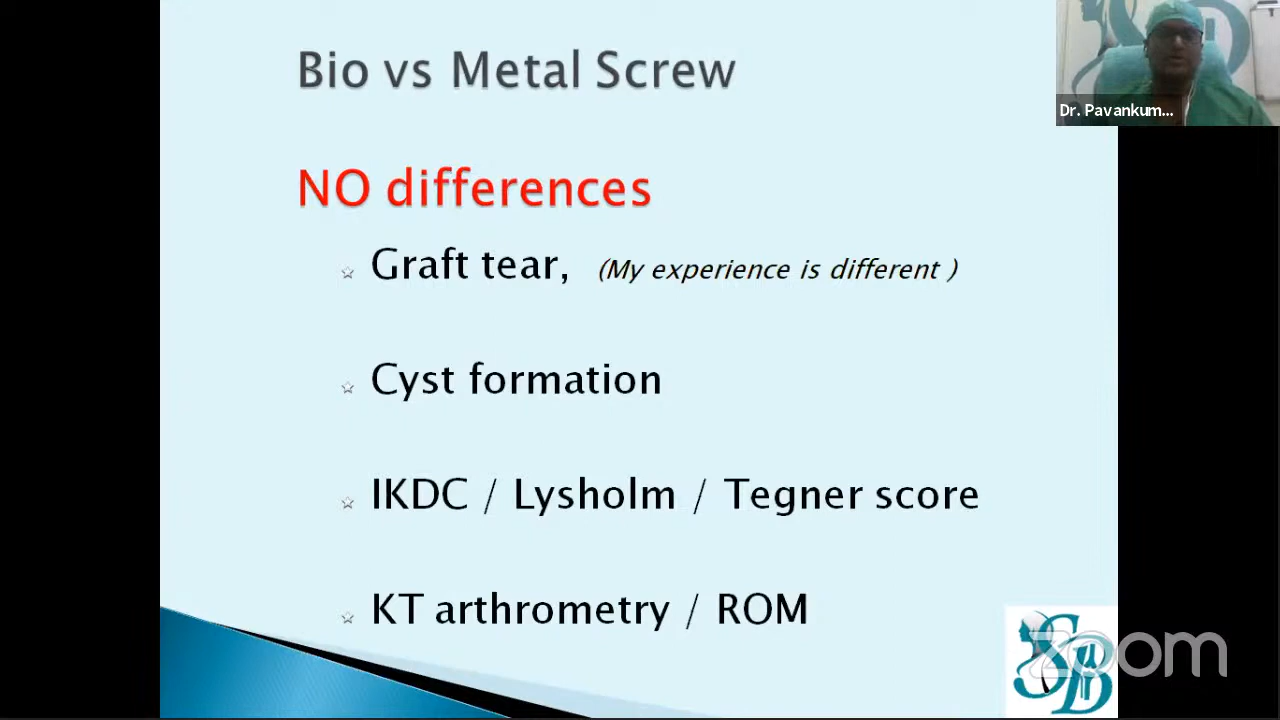 Bio vs Metal Screw
Dr. Pavankum...
NO differences
Graft tear, (My experience is different )
Cyst formation
IKDC / Lysholm / Tegner score
KT arthrometry / ROM
zoom